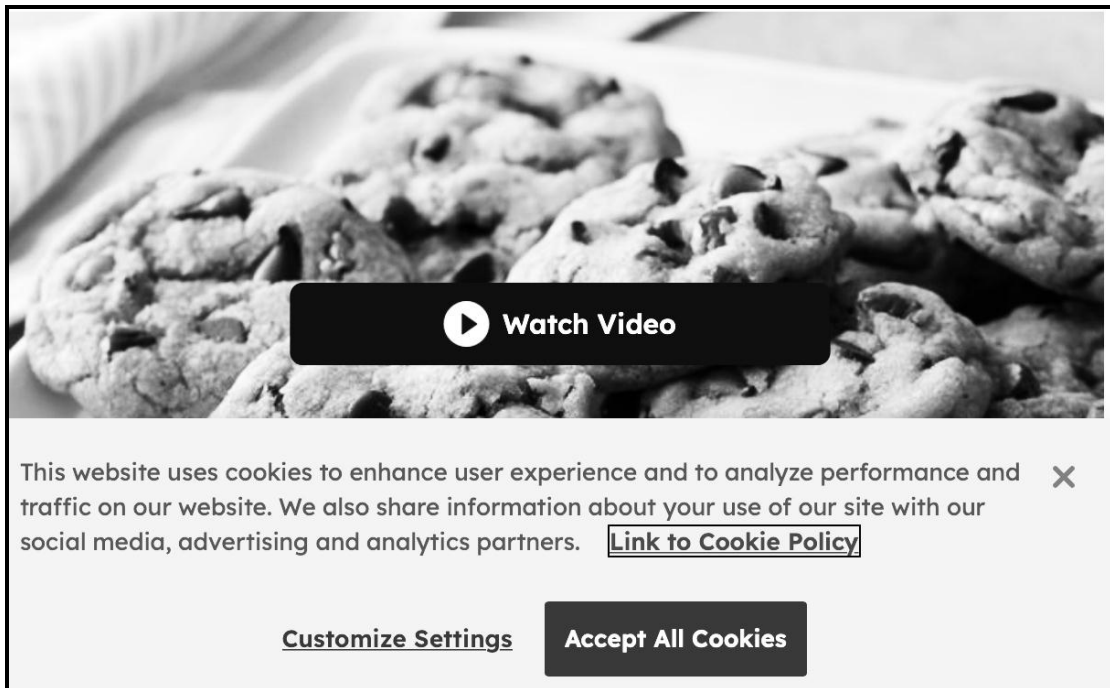 Watch Video
This website uses cookies to enhance user experience and to analyze performance and
traffic on our website. We also share information about your use of our site with our
social media, advertising and analytics partners. Link to Cookie Policy
Customize Settings Accept All Cookies